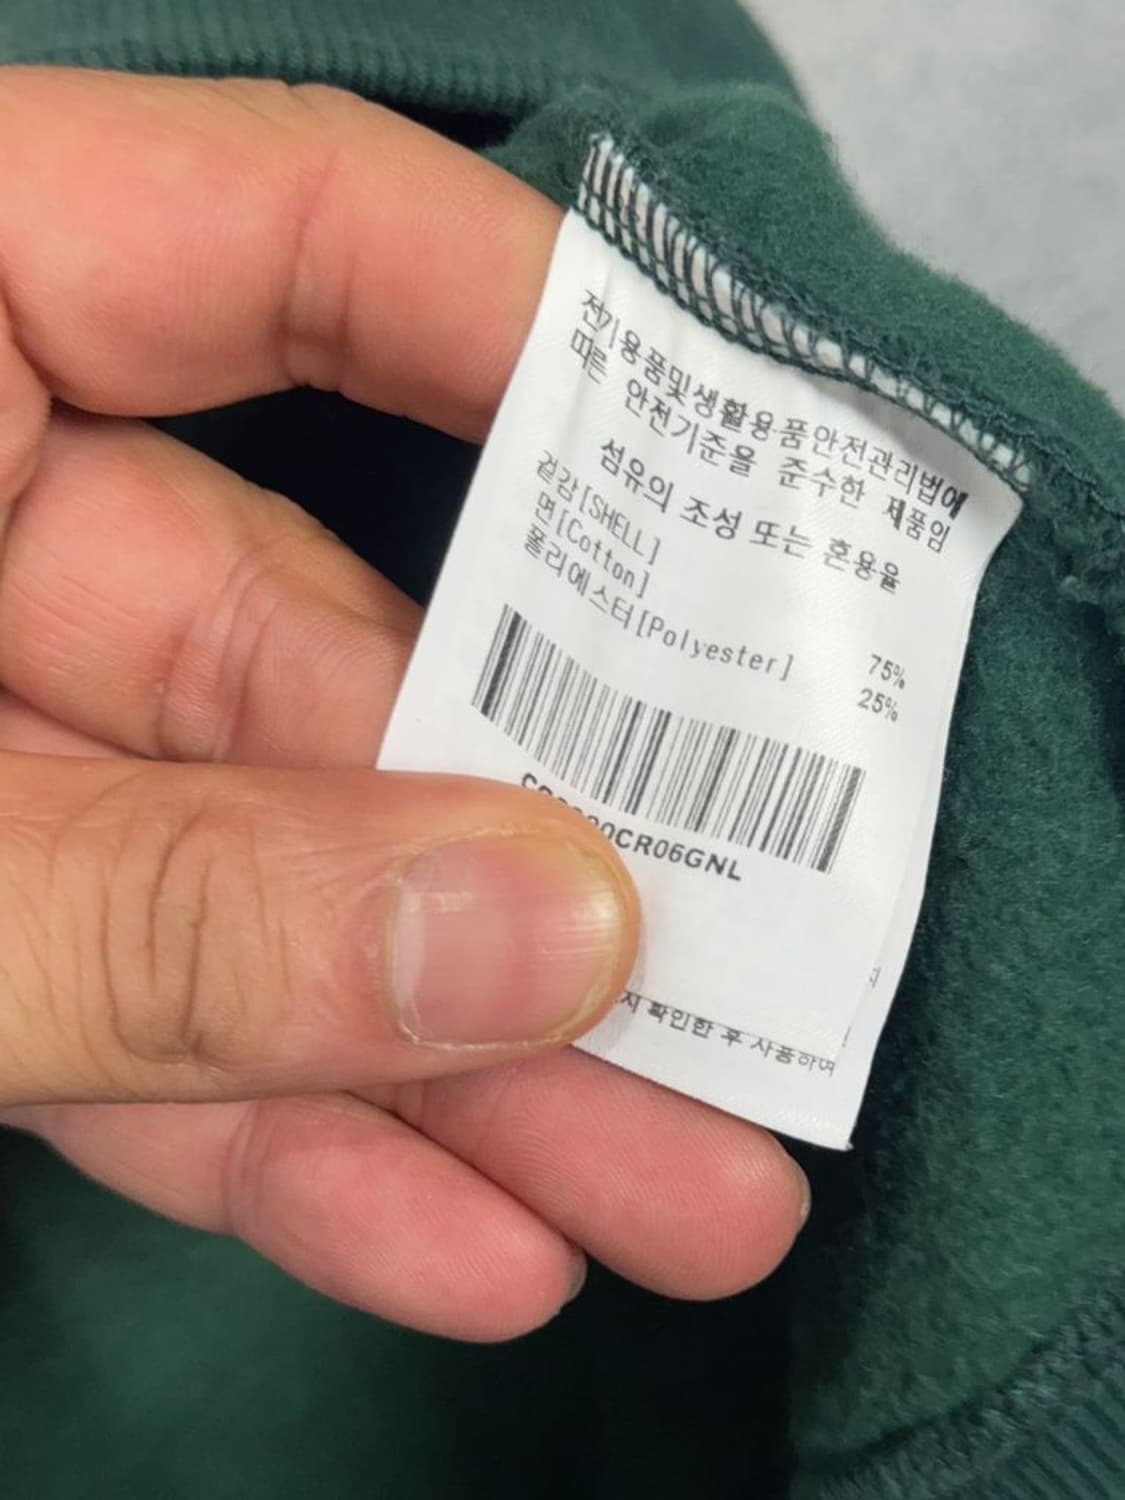 전기용품및생활용품안전관리법에
따른 안전기준을 준수한 제품임
섬유의 조성 또는 혼용율
겉감[SHELL]
면[Cotton] 75%
폴리에스터[Polyester] 25%
확인한 후 사용하여